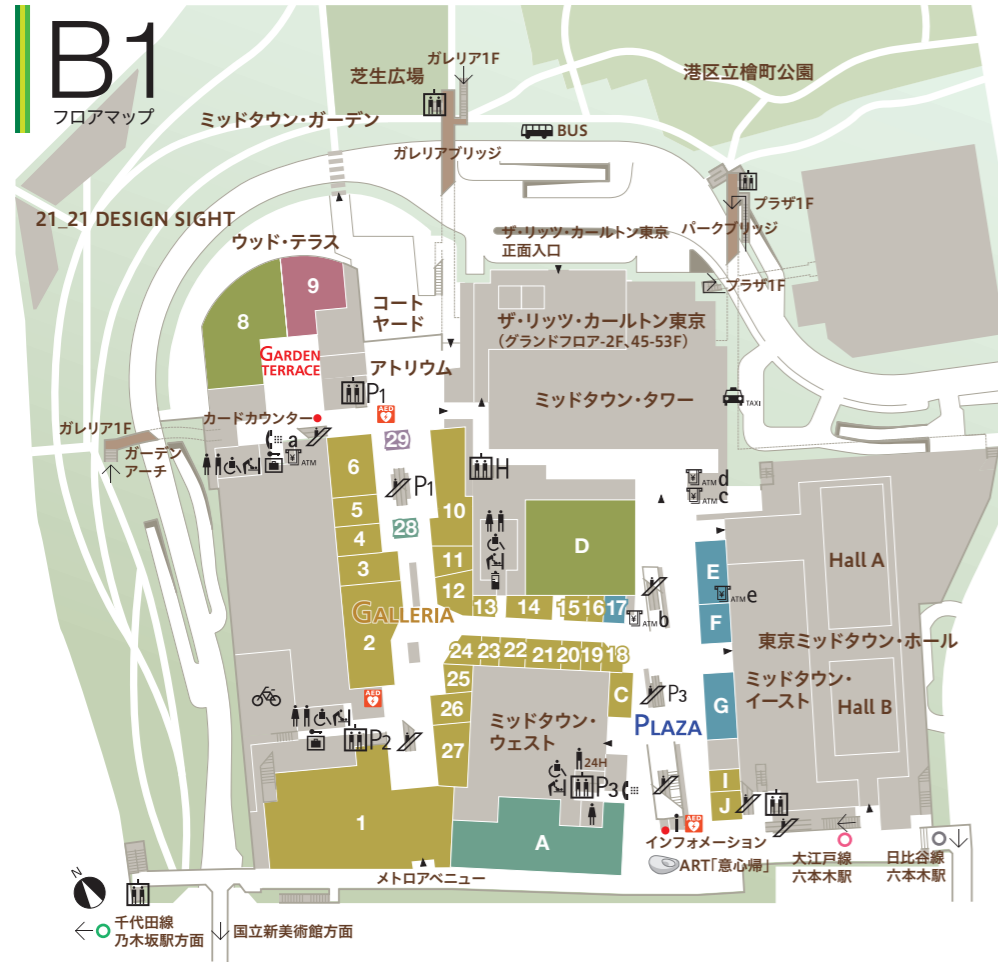 B1
フロアマップ
ガレリア1F
芝生広場
港区立檜町公園
ミッドタウン・ガーデン
BUS
ガレリアブリッジ
プラザ1F
21_21 DESIGN SIGHT
ウッド・テラス
ザ・リッツ・カールトン東京
正面入口
パークブリッジ
プラザ1F
9
8
コート
ヤード
ザ・リッツ・カールトン東京
(グランドフロア-2F、45-53F)
GARDEN
TERRACE
アトリウム
P1
ミッドタウン・タワー
TAXI
カードカウンター
AED
ガレリア1F
ガーデン
アーチ
a
ATM
29
6
H
P1
ATM d
ATM c
5
10
28
4
D
Hall A
3
11
E
12
ATM e
13
14
15
16
17
ATM b
F
GALLERIA
2
東京ミッドタウン・ホール
24
23
22
21
20
19
18
25
C
P3
ミッドタウン・
イースト
AED
26
G
Hall B
ミッドタウン・
ウェスト
PLAZA
P2
27
24H
P3
I
J
1
A
i
AED
インフォメーション
ART「意心帰」
大江戸線
六本木駅
日比谷線
六本木駅
メトロアベニュー
N
千代田線
乃木坂駅方面
国立新美術館方面